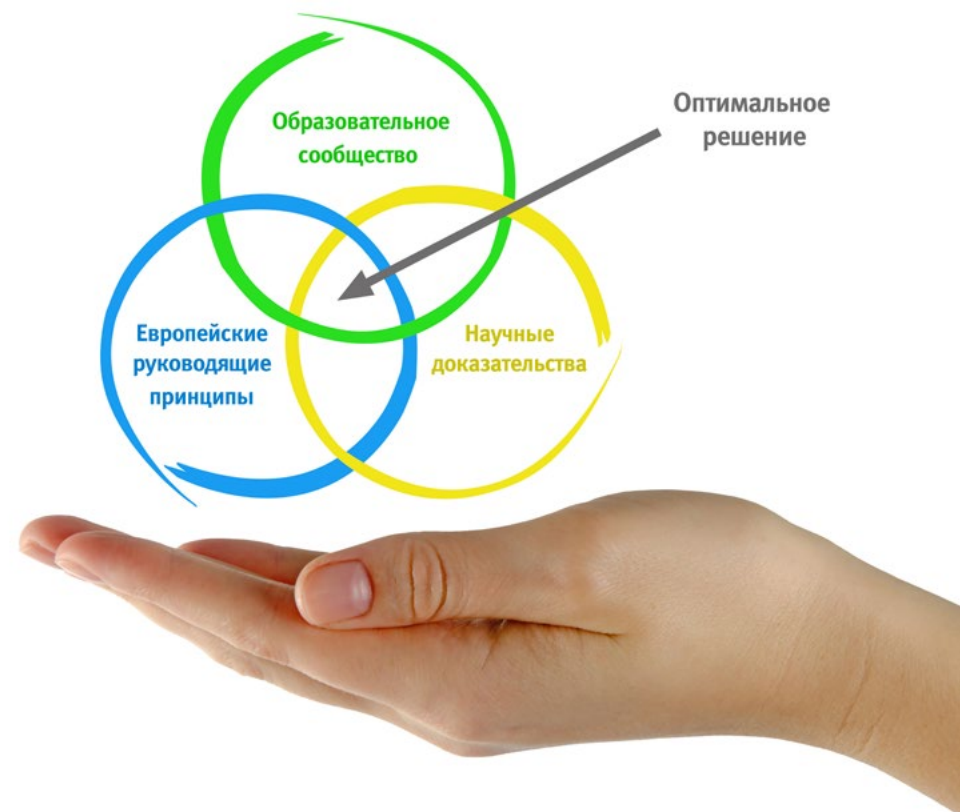 Образовательное
сообщество
Оптимальное
решение
Европейские
руководящие
принципы
Научные
доказательства